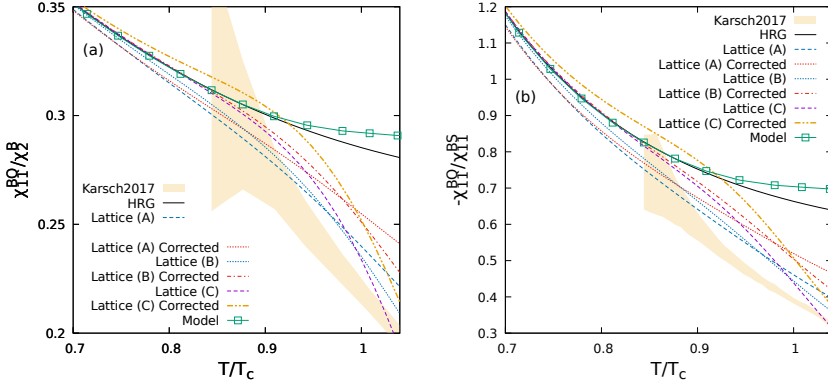 0.35
0.3
0.25
0.2
χ₁₁ᴮQ/χ₂ᴮ
(a)
Karsch2017
HRG
Lattice (A)
Lattice (A) Corrected
Lattice (B)
Lattice (B) Corrected
Lattice (C)
Lattice (C) Corrected
Model
0.7 0.8 0.9 1
T/Tc
1.2
1.1
1
0.9
0.8
0.7
0.6
0.5
0.4
0.3
-χ₁₁ᴮQ/χ₁₁ᴮS
(b)
Karsch2017
HRG
Lattice (A)
Lattice (A) Corrected
Lattice (B)
Lattice (B) Corrected
Lattice (C)
Lattice (C) Corrected
Model
0.7 0.8 0.9 1
T/Tc